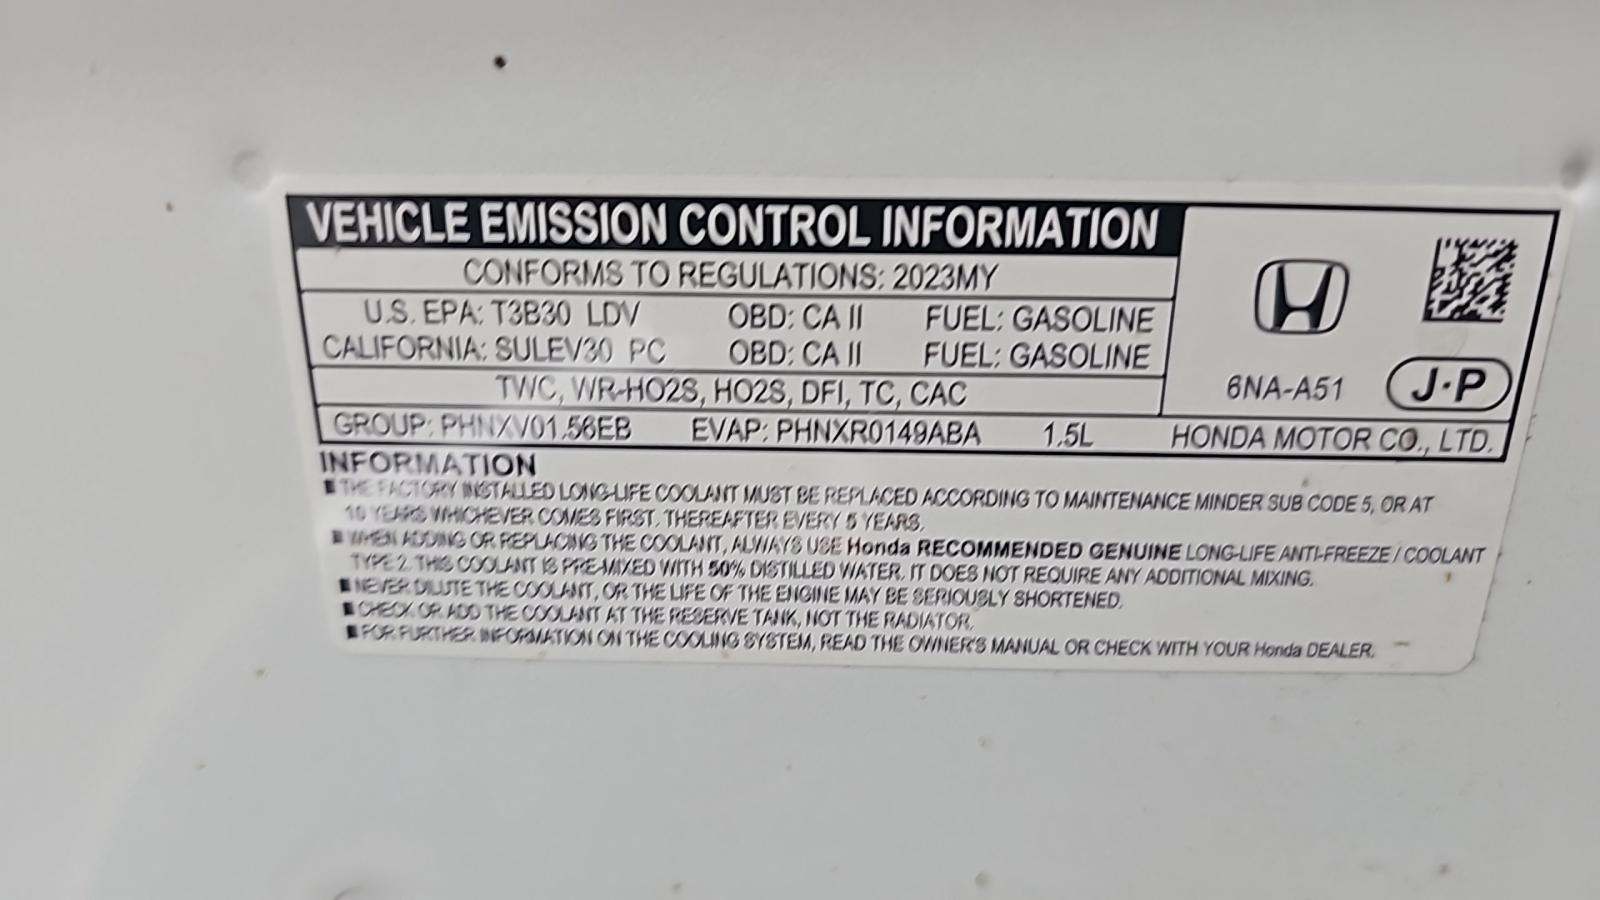 VEHICLE EMISSION CONTROL INFORMATION
CONFORMS TO REGULATIONS: 2023MY
U.S. EPA: T3B30 LDV OBD: CA II FUEL: GASOLINE
CALIFORNIA: SULEV30 PC OBD: CA II FUEL: GASOLINE
TWC, WR-HO2S, HO2S, DFI, TC, CAC
6NA-A51 J·P
GROUP: PHNXV01.56EB EVAP: PHNXR0149ABA 1.5L HONDA MOTOR CO., LTD.
INFORMATION
■ THE FACTORY INSTALLED LONG-LIFE COOLANT MUST BE REPLACED ACCORDING TO MAINTENANCE MINDER SUB CODE 5, OR AT
10 YEARS WHICHEVER COMES FIRST. THEREAFTER EVERY 5 YEARS.
■ WHEN ADDING OR REPLACING THE COOLANT, ALWAYS USE Honda RECOMMENDED GENUINE LONG-LIFE ANTI-FREEZE / COOLANT
TYPE 2. THIS COOLANT IS PRE-MIXED WITH 50% DISTILLED WATER. IT DOES NOT REQUIRE ANY ADDITIONAL MIXING.
■ NEVER DILUTE THE COOLANT, OR THE LIFE OF THE ENGINE MAY BE SERIOUSLY SHORTENED.
■ CHECK OR ADD THE COOLANT AT THE RESERVE TANK, NOT THE RADIATOR.
■ FOR FURTHER INFORMATION ON THE COOLING SYSTEM, READ THE OWNER'S MANUAL OR CHECK WITH YOUR Honda DEALER.